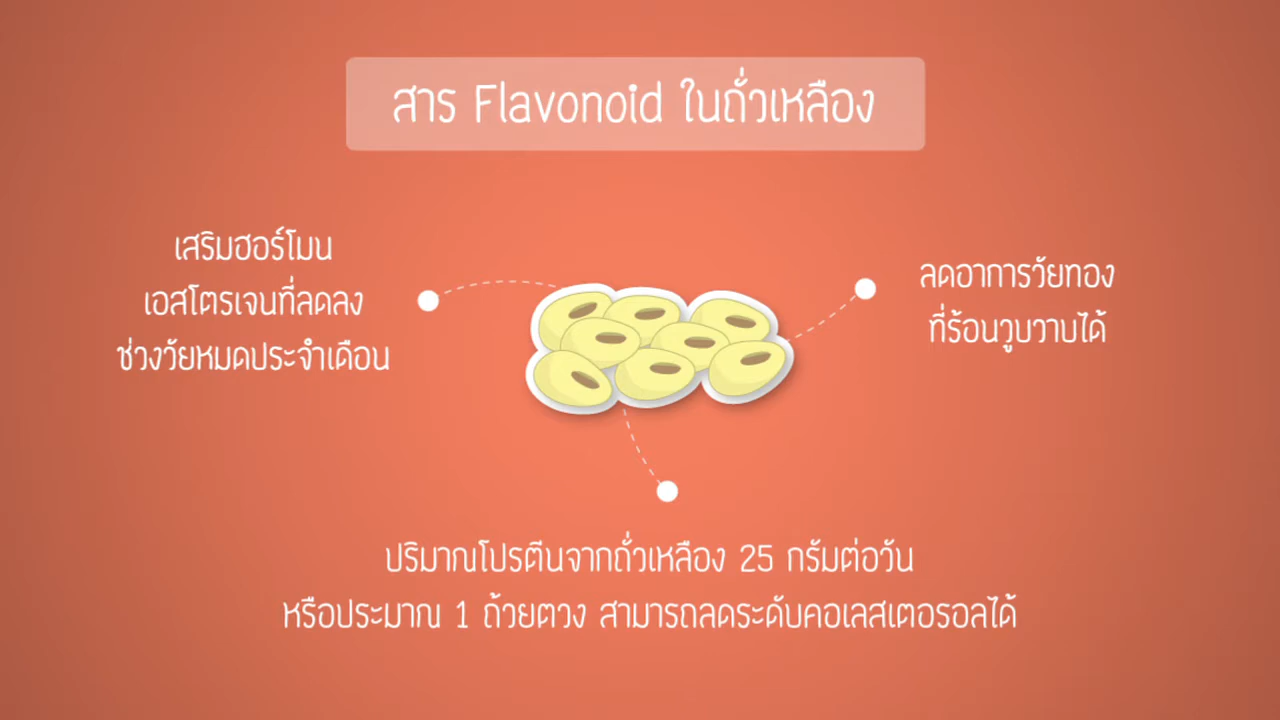 สาร Flavonoid ในถั่วเหลือง
เสริมฮอร์โมน
เอสโตรเจนที่ลดลง
ช่วงวัยหมดประจำเดือน
ลดอาการวัยทอง
ที่ร้อนวูบวาบได้
ปริมาณโปรตีนจากถั่วเหลือง 25 กรัมต่อวัน
หรือประมาณ 1 ถ้วยตวง สามารถลดระดับคอเลสเตอรอลได้